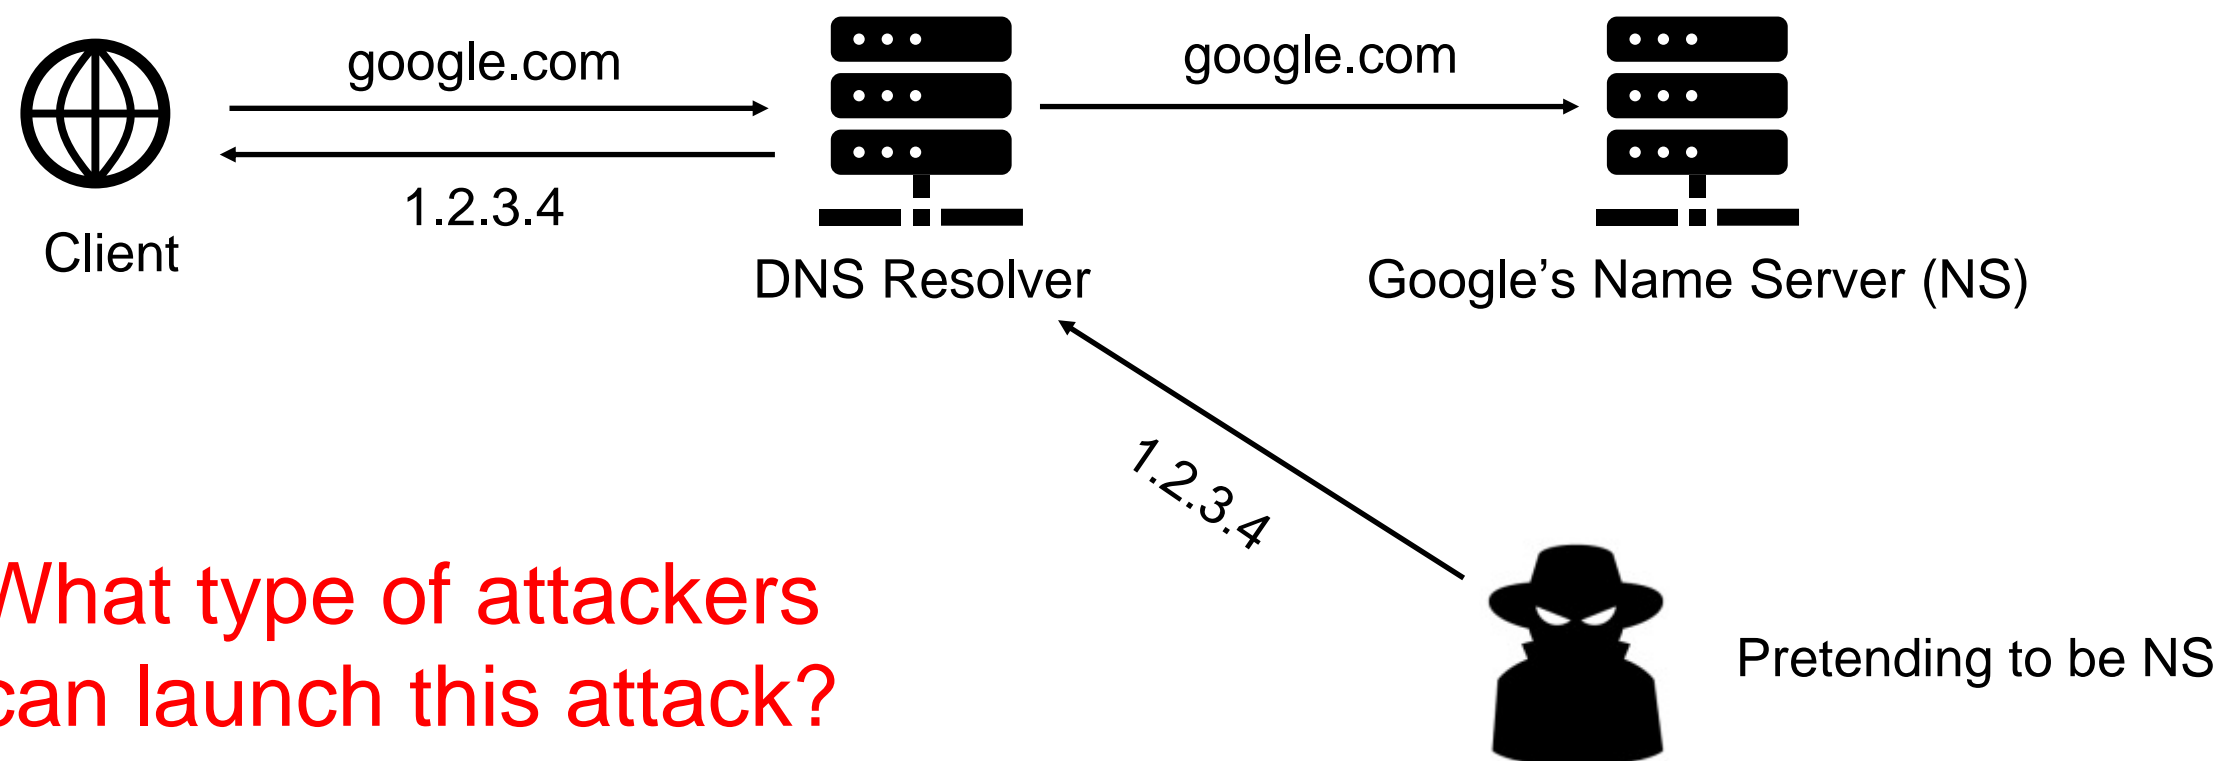 google.com
google.com
1.2.3.4
Client
DNS Resolver
Google’s Name Server (NS)
1.2.3.4
What type of attackers
can launch this attack?
Pretending to be NS